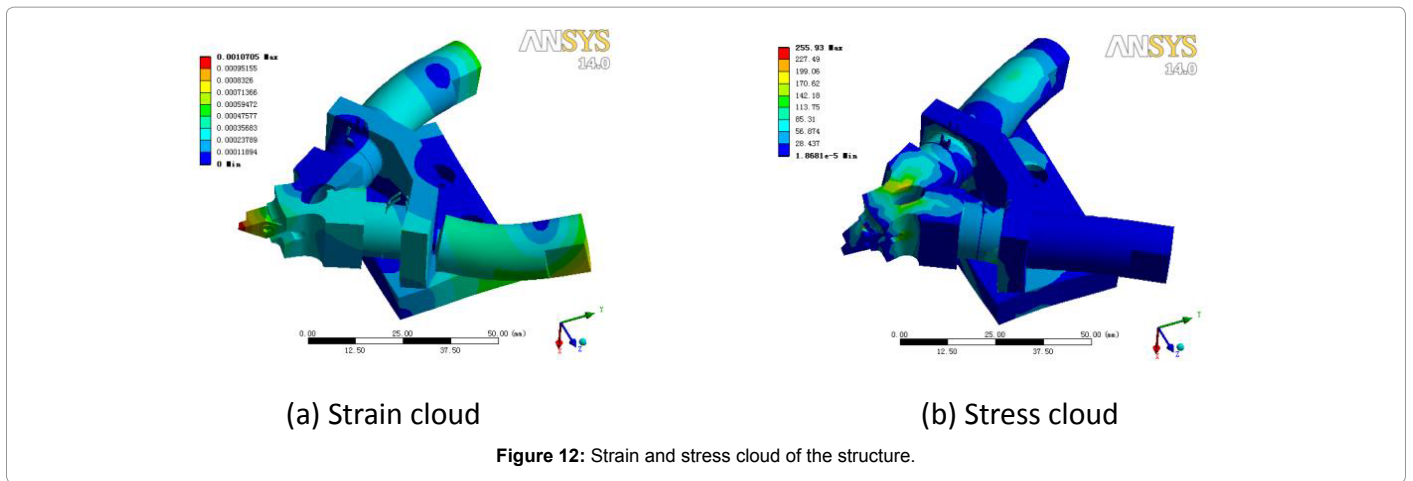 ANSYS
14.0
0.0010705 Max
0.00095155
0.0008326
0.00071366
0.00059472
0.00047577
0.00035683
0.00023789
0.00011894
0 Min
Y
X
Z
0.00 25.00 50.00 (mm)
12.50 37.50
(a) Strain cloud
ANSYS
14.0
255.93 Max
227.49
199.06
170.62
142.18
113.75
85.31
56.874
28.437
1.8681e-5 Min
Y
X
Z
0.00 25.00 50.00 (mm)
12.50 37.50
(b) Stress cloud
Figure 12: Strain and stress cloud of the structure.